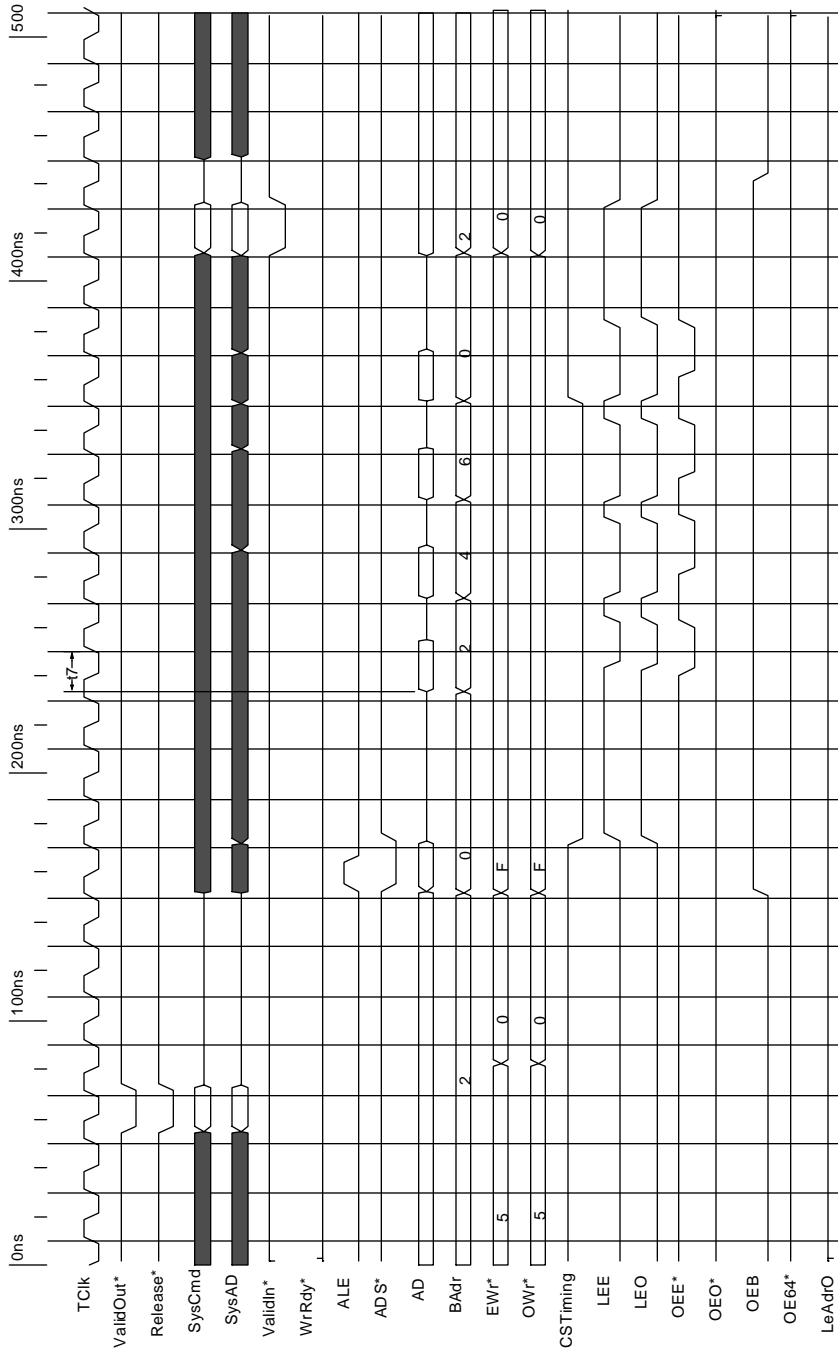 0ns 100ns 200ns 300ns 400ns 500
t7
TClk
ValidOut*
Release*
SysCmd
SysAD
ValidIn*
WrRdy*
ALE
ADS*
AD
BAdr 2 0 2 4 6 0 2
EWr* 5 0 F 0
OWr* 5 0 F 0
CSTiming
LEE
LEO
OEE*
OEO*
OEB
OE64*
LeAdrO